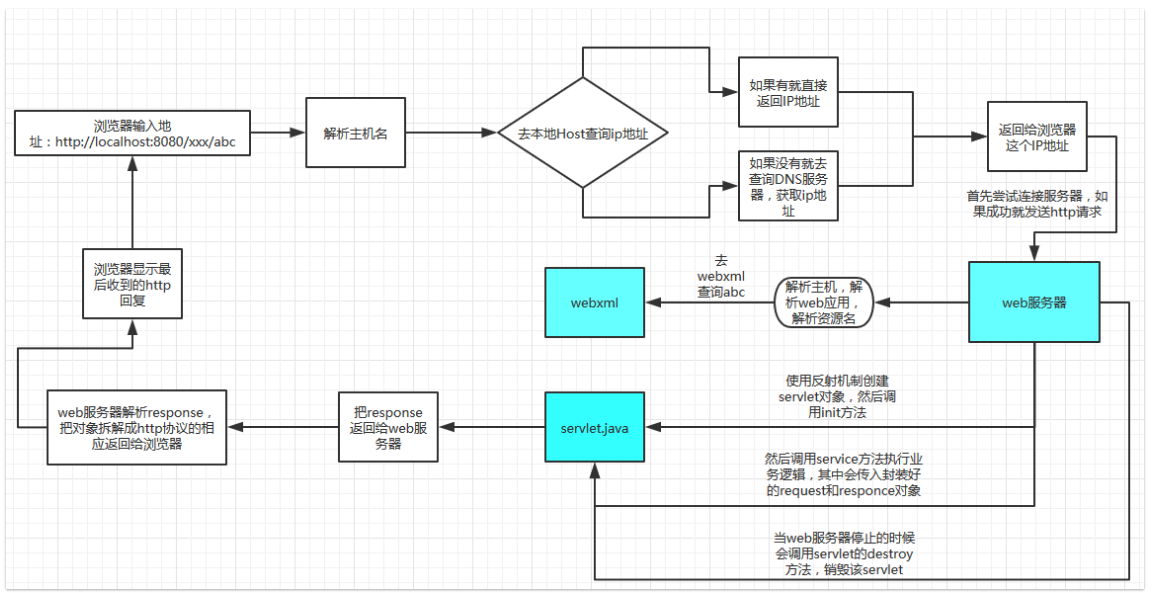 浏览器输入地
址：http://localhost:8080/xxx/abc
解析主机名
去本地Host查询ip地址
如果有就直接
返回IP地址
如果没有就去
查询DNS服务
器，获取ip地
址
返回给浏览器
这个IP地址
首先尝试连接服务器，如
果成功就发送http请求
web服务器
解析主机，解
析web应用，
解析资源名
去
webxml
查询abc
webxml
使用反射机制创建
servlet对象，然后调
用init方法
servlet.java
然后调用service方法执行业
务逻辑，其中会传入封装好
的request和responce对象
当web服务器停止的时候
会调用servlet的destroy
方法，销毁该servlet
把response
返回给web服
务器
web服务器解析response，
把对象拆解成http协议的相
应返回给浏览器
浏览器显示最
后收到的http
回复